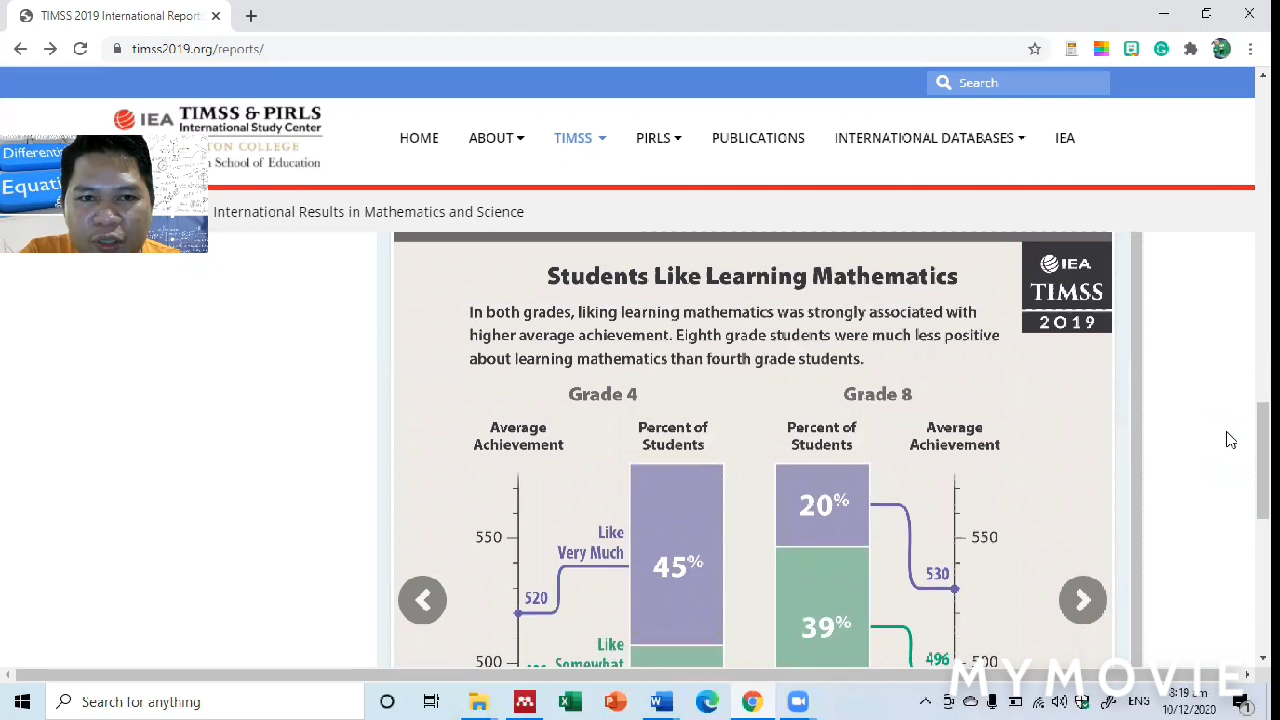 TIMSS 2019 International Report
timss2019.org/reports/
Search
IEA TIMSS & PIRLS
International Study Center
TON COLLEGE
School of Education
HOME ABOUT TIMSS PIRLS PUBLICATIONS INTERNATIONAL DATABASES IEA
Different
Equati
International Results in Mathematics and Science
Students Like Learning Mathematics
IEA
TIMSS
2019
In both grades, liking learning mathematics was strongly associated with
higher average achievement. Eighth grade students were much less positive
about learning mathematics than fourth grade students.
Grade 4
Grade 8
Average
Achievement
Percent of
Students
Percent of
Students
Average
Achievement
550
Like
Very Much
520
45%
20%
530
550
500
Like
Somewhat
39%
496
500
MYMOVIE
Search for anything
ENG
8:19 am
10/12/2020
1